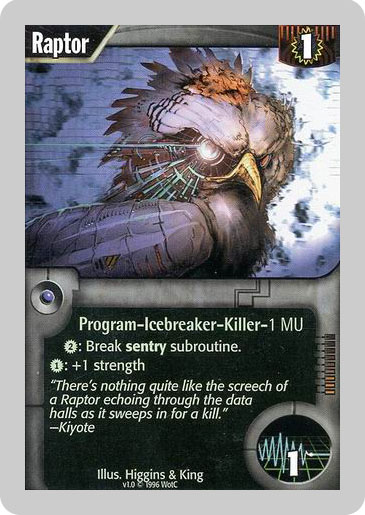 Raptor
1
Program-Icebreaker-Killer-1 MU
2: Break sentry subroutine.
1: +1 strength
"There's nothing quite like the screech of
a Raptor echoing through the data
halls as it sweeps in for a kill."
—Kiyote
1
Illus. Higgins & King
v1.0 © 1996 WotC